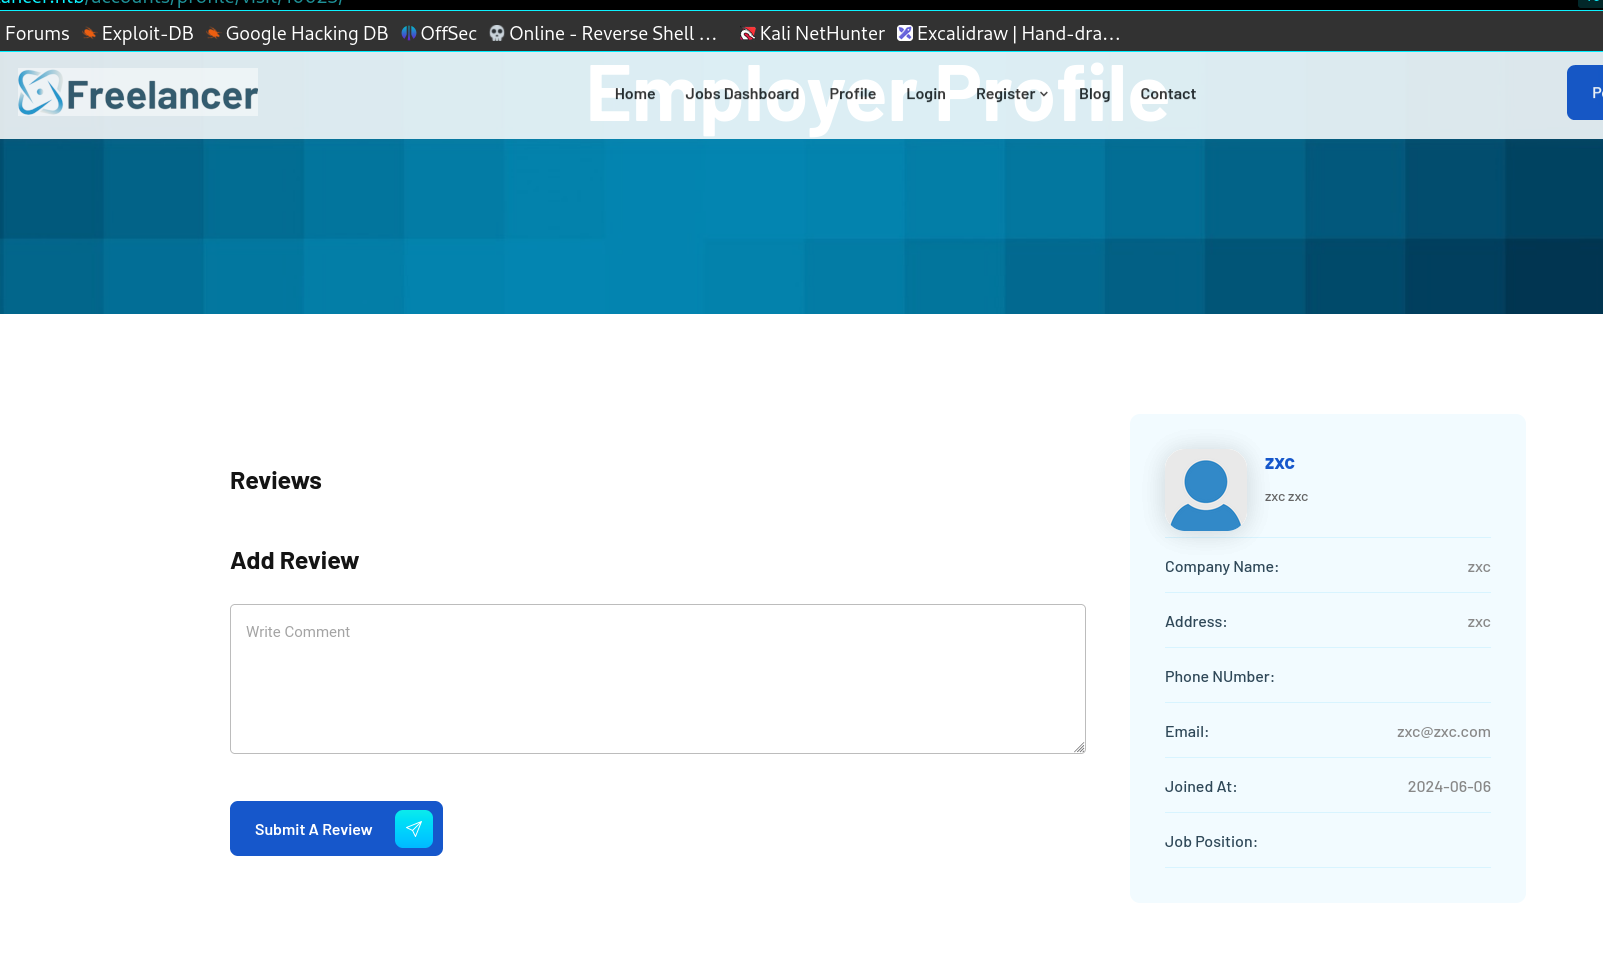 Forums Exploit-DB Google Hacking DB OffSec Online - Reverse Shell ... Kali NetHunter Excalidraw | Hand-dra...
Freelancer
Employer Profile
Home Jobs Dashboard Profile Login Register Blog Contact
Reviews
Add Review
Write Comment
Submit A Review
zxc
zxc zxc
Company Name: zxc
Address: zxc
Phone NUmber:
Email: zxc@zxc.com
Joined At: 2024-06-06
Job Position: